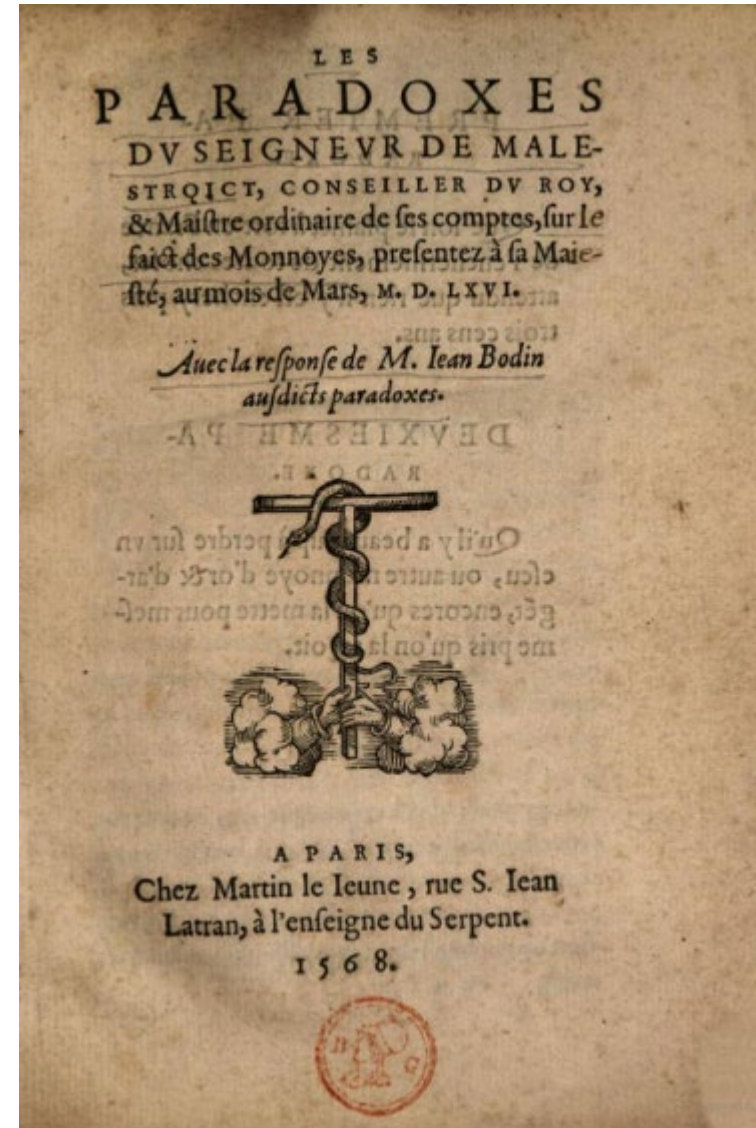 LES
PARADOXES
DV SEIGNEVR DE MALE-
STROICT, CONSEILLER DV ROY,
& Maiſtre ordinaire de ſes comptes, ſur le
faict des Monnoyes, preſentez à ſa Maie-
ſté, au mois de Mars, M. D. LXVI.
Auec la reſponſe de M. Iean Bodin
auſdicts paradoxes.
A PARIS,
Chez Martin le Ieune, rue S. Iean
Latran, à l'enſeigne du Serpent.
1568.
B G